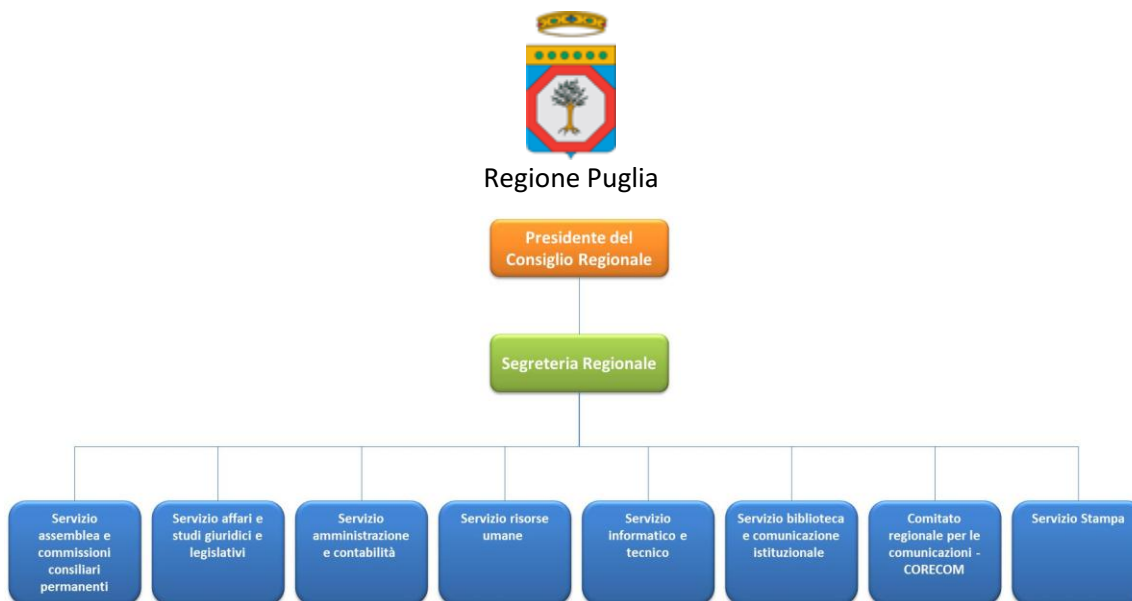 Regione Puglia
Presidente del
Consiglio Regionale
Segreteria Regionale
Servizio
assemblea e
commissioni
consiliari
permanenti
Servizio affari e
studi giuridici e
legislativi
Servizio
amministrazione
e contabilità
Servizio risorse
umane
Servizio
informatico e
tecnico
Servizio biblioteca
e comunicazione
istituzionale
Comitato
regionale per le
comunicazioni -
CORECOM
Servizio Stampa